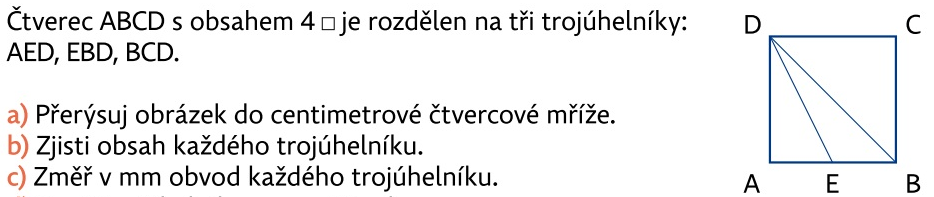 Čtverec ABCD s obsahem 4 □ je rozdělen na tři trojúhelníky:
AED, EBD, BCD.
a) Přerýsuj obrázek do centimetrové čtvercové mříže.
b) Zjisti obsah každého trojúhelníku.
c) Změř v mm obvod každého trojúhelníku.
D C
A E B